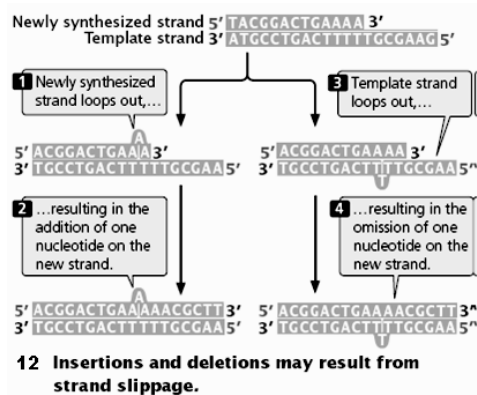 Newly synthesized strand 5' TACGGACTGAAAA 3'
Template strand 3' ATGCCTGACTTTTTGCGAAG 5'
1 Newly synthesized
strand loops out,…
3 Template strand
loops out,…
A
5' ACGGACTGAAA 3'
3' TGCCTGACTTTTTGCGAA 5'
5' ACGGACTGAAAA 3'
3' TGCCTGACTTTTTGCGAA 5'
T
2 …resulting in the
addition of one
nucleotide on the
new strand.
4 …resulting in the
omission of one
nucleotide on the
new strand.
A
5' ACGGACTGAAAAACGCTT 3'
3' TGCCTGACTTTTTGCGAA 5'
5' ACGGACTGAAAACGCTT 3'
3' TGCCTGACTTTTGCGAA 5'
T
12 Insertions and deletions may result from
strand slippage.